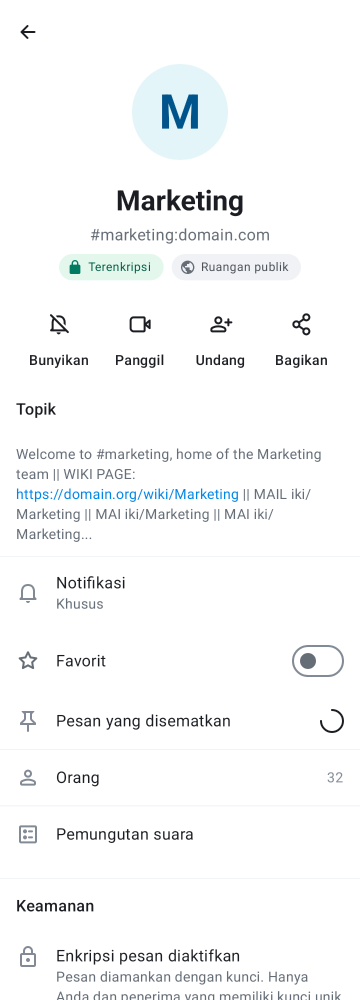 M
Marketing
#marketing:domain.com
Terenkripsi
Ruangan publik
Bunyikan
Panggil
Undang
Bagikan
Topik
Welcome to #marketing, home of the Marketing
team || WIKI PAGE:
https://domain.org/wiki/Marketing || MAIL iki/
Marketing || MAI iki/Marketing || MAI iki/
Marketing...
Notifikasi
Khusus
Favorit
Pesan yang disematkan
Orang
32
Pemungutan suara
Keamanan
Enkripsi pesan diaktifkan
Pesan diamankan dengan kunci. Hanya
Anda dan penerima yang memiliki kunci unik